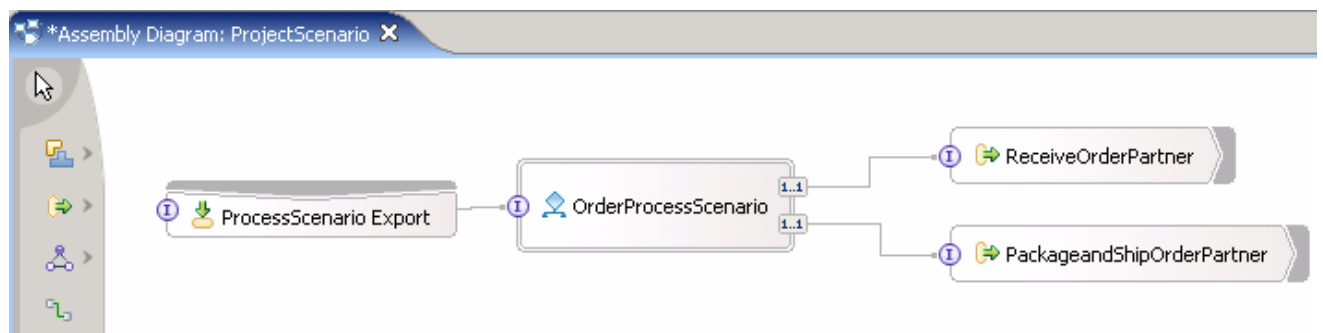 *Assembly Diagram: ProjectScenario
ReceiveOrderPartner
1..1
I
I
ProcessScenario Export
I
OrderProcessScenario
1..1
I
PackageandShipOrderPartner